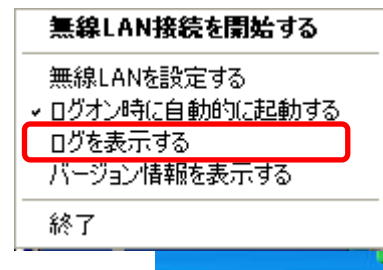 無線LAN接続を開始する
無線LANを設定する
ログオン時に自動的に起動する
ログを表示する
バージョン情報を表示する
終了